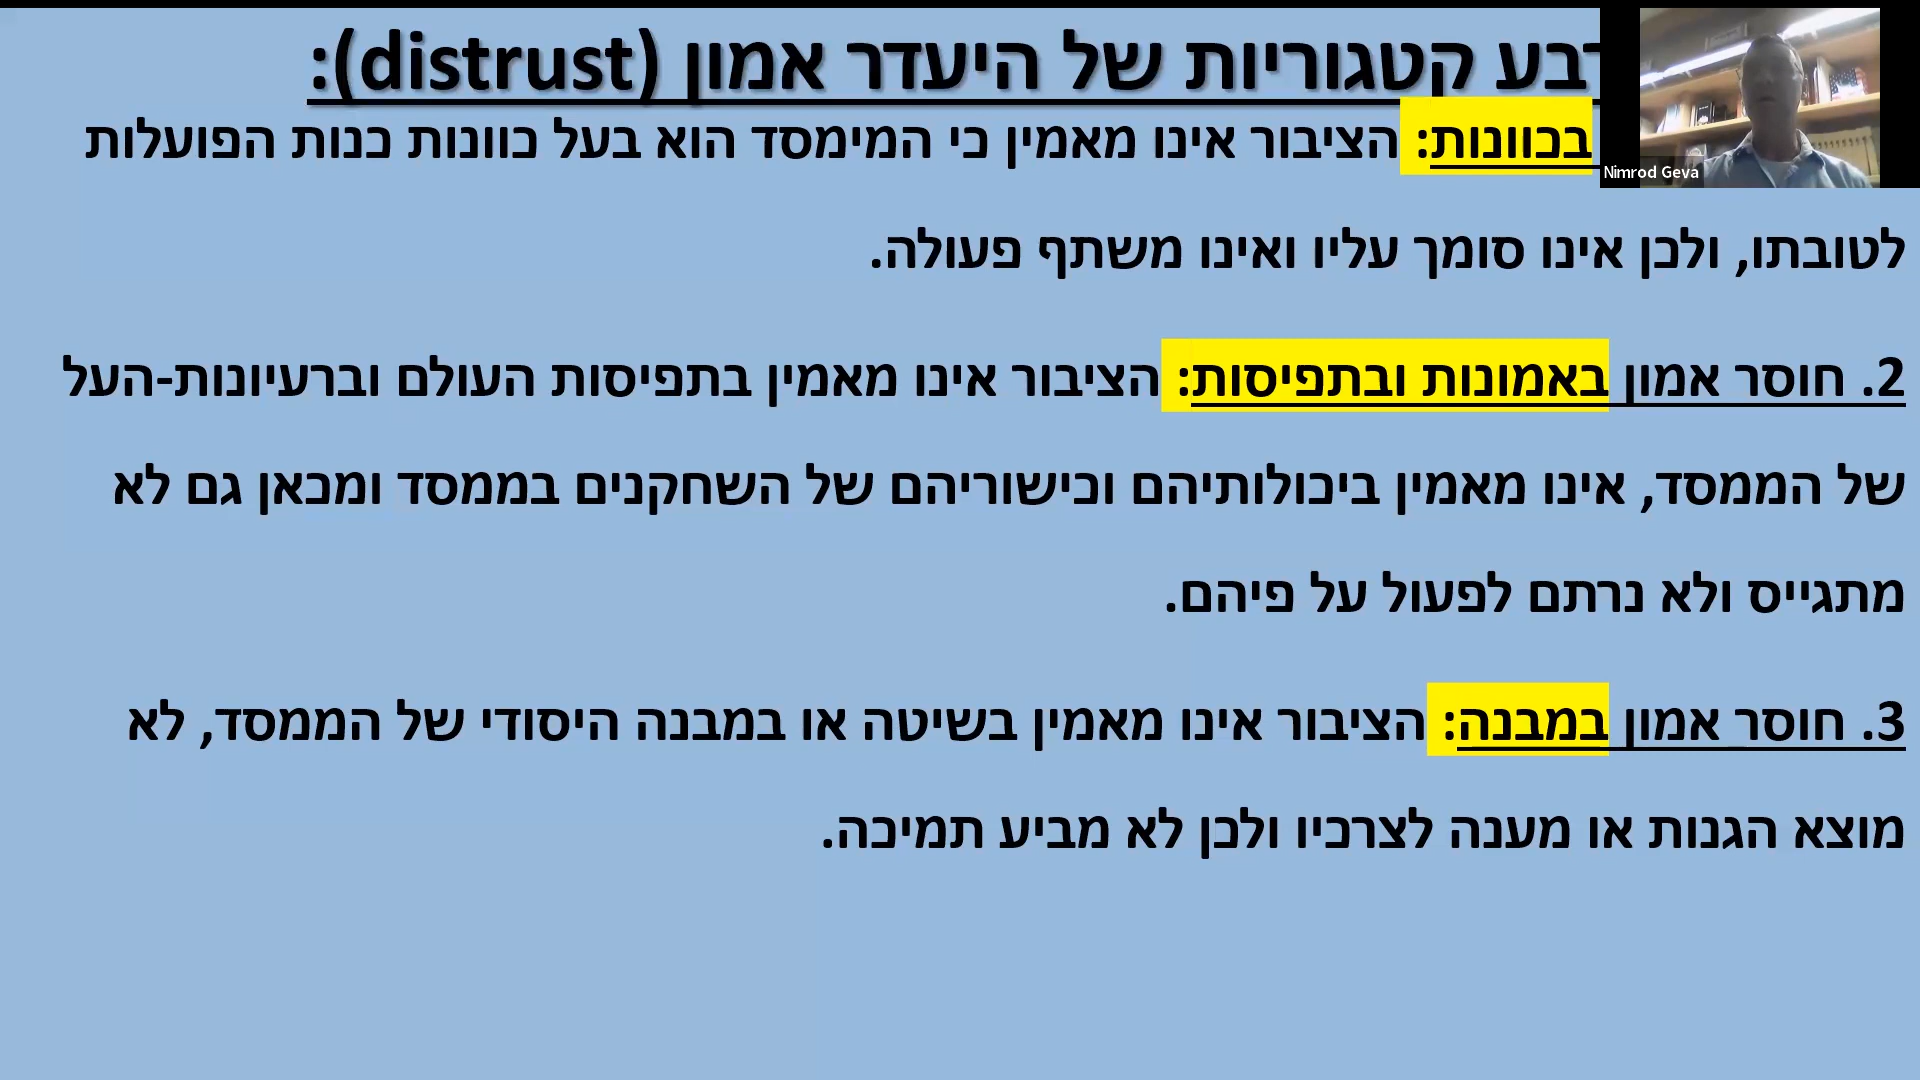 קטגוריות של היעדר אמון (distrust):
בכוונות: הציבור אינו מאמין כי המימסד הוא בעל כוונות כנות הפועלות
לטובתו, ולכן אינו סומך עליו ואינו משתף פעולה.
2. חוסר אמון באמונות ובתפיסות: הציבור אינו מאמין בתפיסות העולם וברעיונות-העל
של הממסד, אינו מאמין ביכולותיהם וכישוריהם של השחקנים בממסד ומכאן גם לא
מתגייס ולא נרתם לפעול על פיהם.
3. חוסר אמון במבנה: הציבור אינו מאמין בשיטה או במבנה היסודי של הממסד, לא
מוצא הגנות או מענה לצרכיו ולכן לא מביע תמיכה.
Nimrod Geva